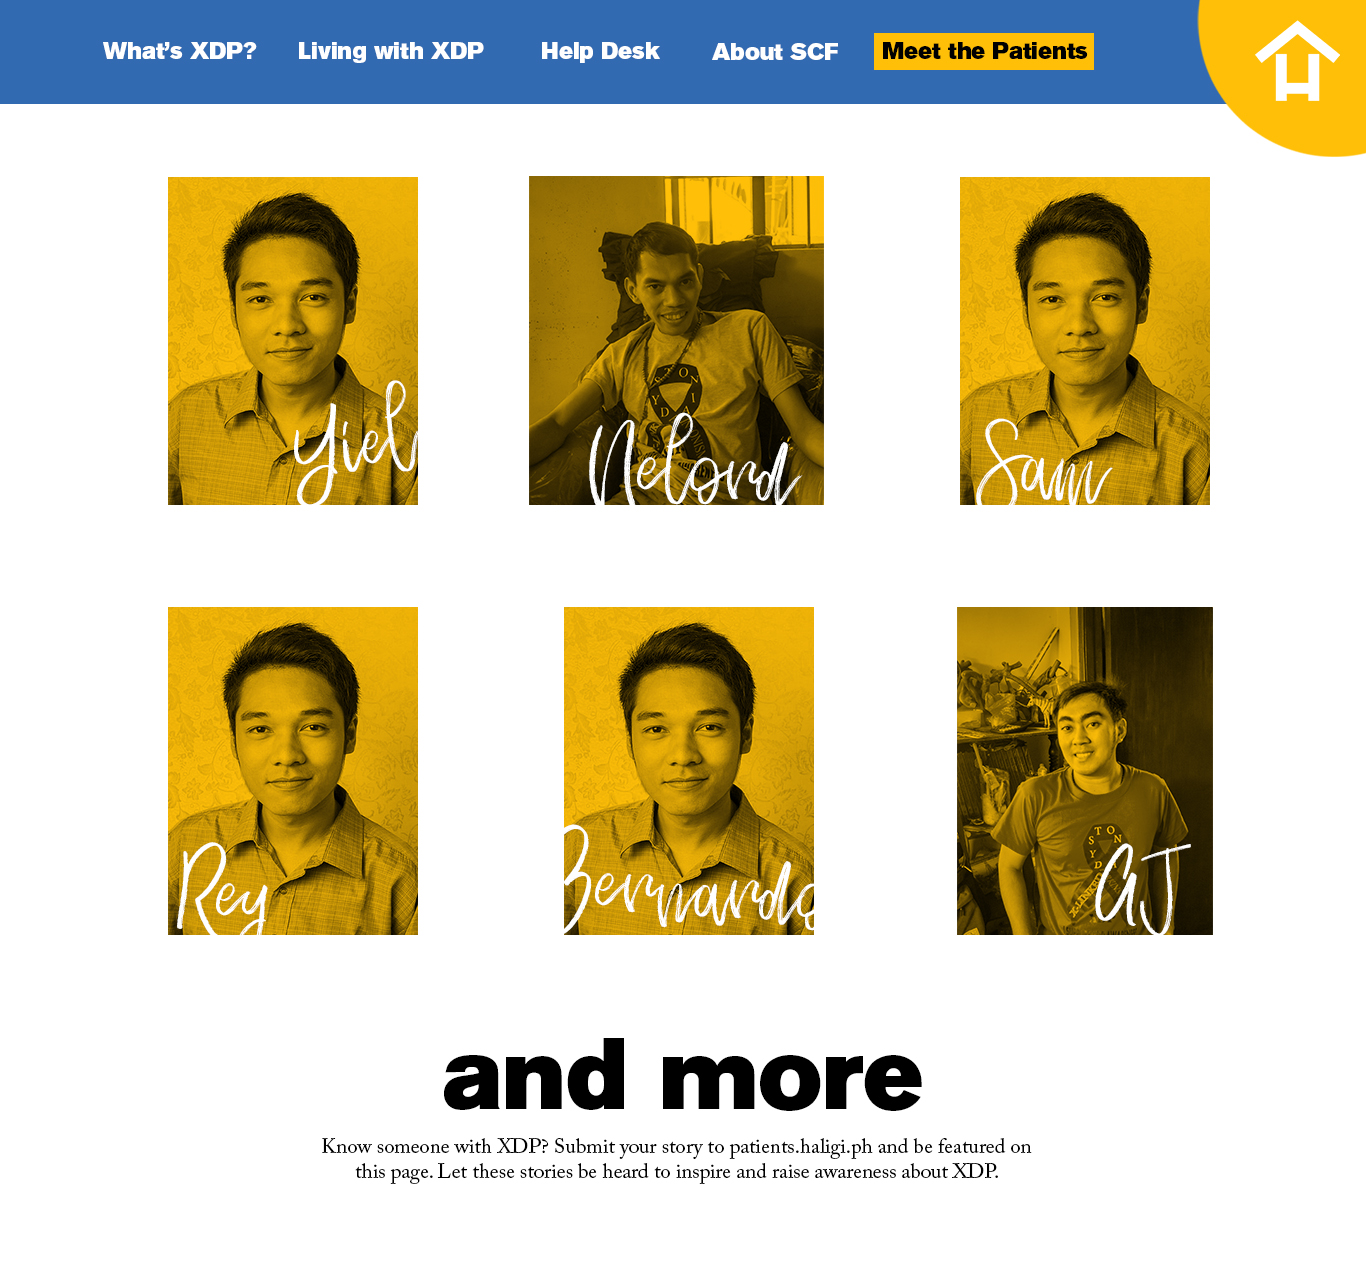 What's XDP? Living with XDP Help Desk About SCF Meet the Patients
Yiel
Nelord
Sam
Rey
Bernardo
AJ
and more
Know someone with XDP? Submit your story to patients.haligi.ph and be featured on
this page. Let these stories be heard to inspire and raise awareness about XDP.